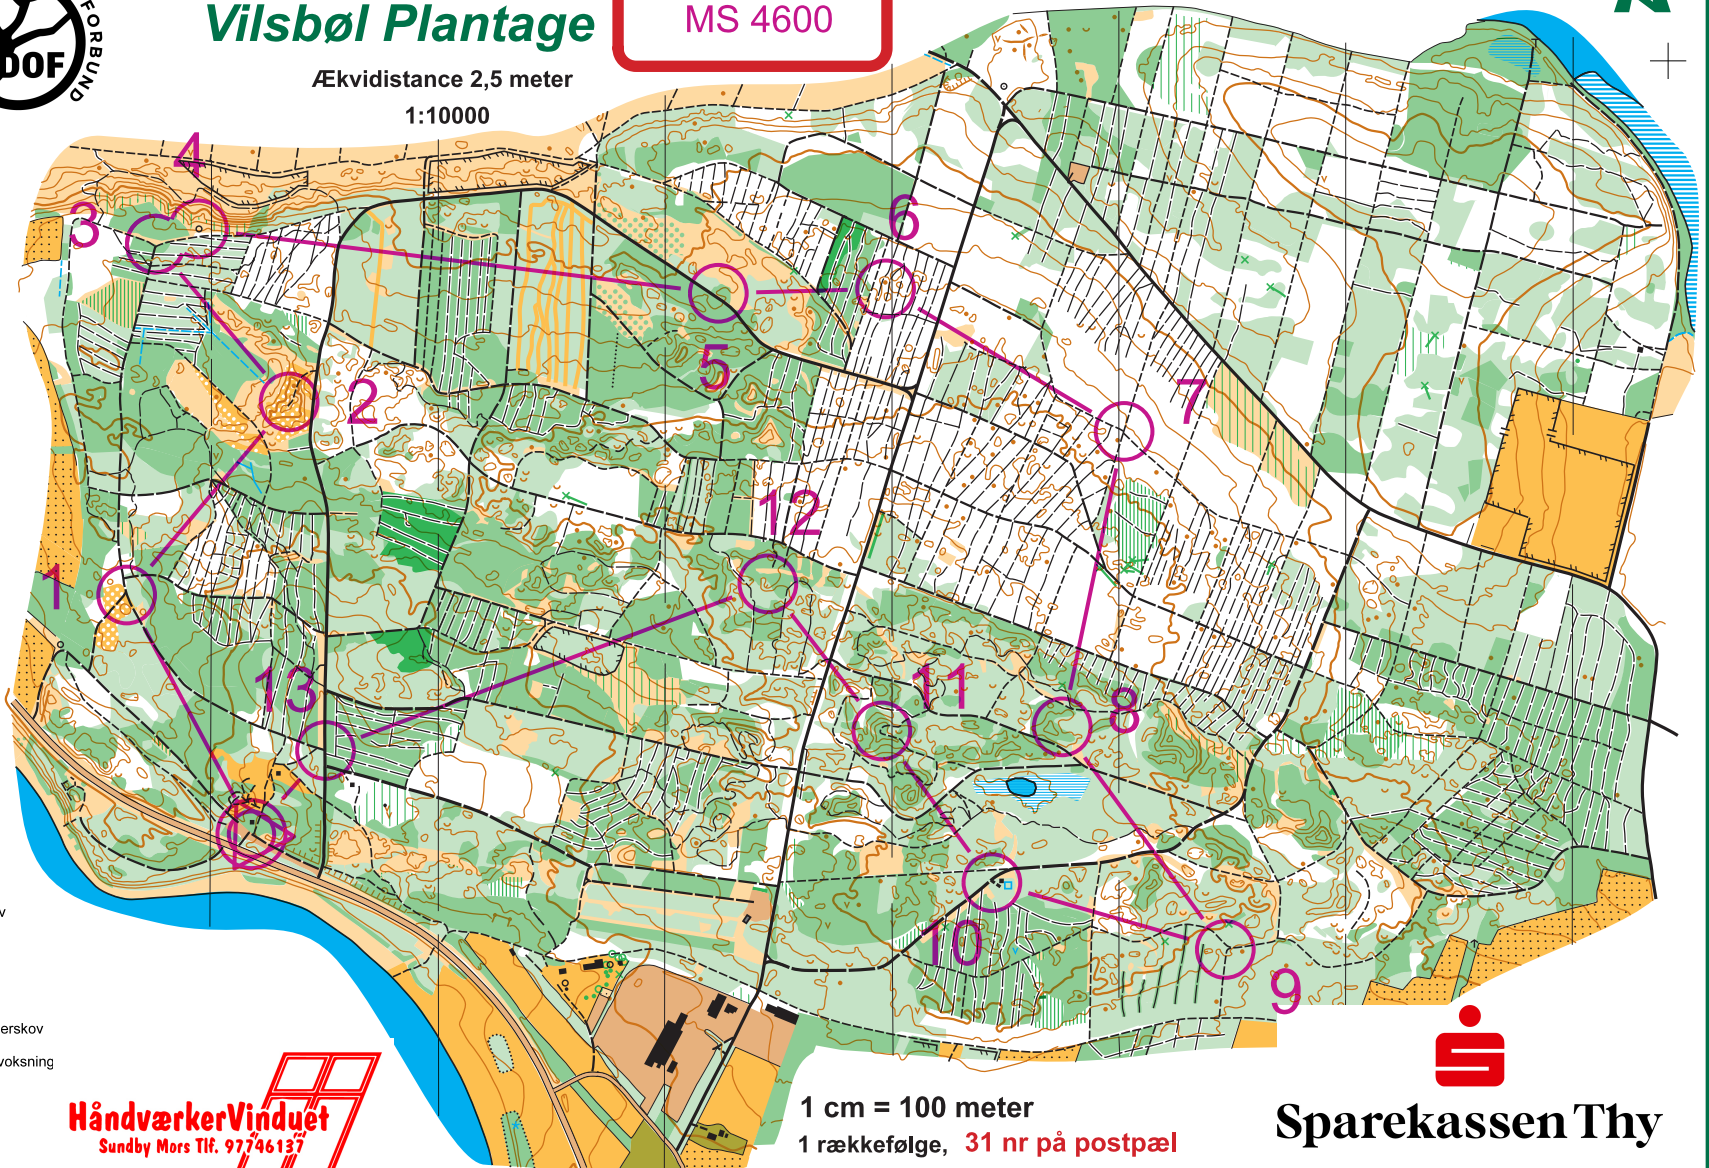 Vilsbøl Plantage
MS 4600
FORBUND
DOF
Ækvidistance 2,5 meter
1:10000
4
3
6
5
7
2
12
1
13
11
8
10
9
v
erskov
voksning
HåndværkerVinduet
Sundby Mors Tlf. 97746137
1 cm = 100 meter
1 rækkefølge, 31 nr på postpæl
Sparekassen Thy